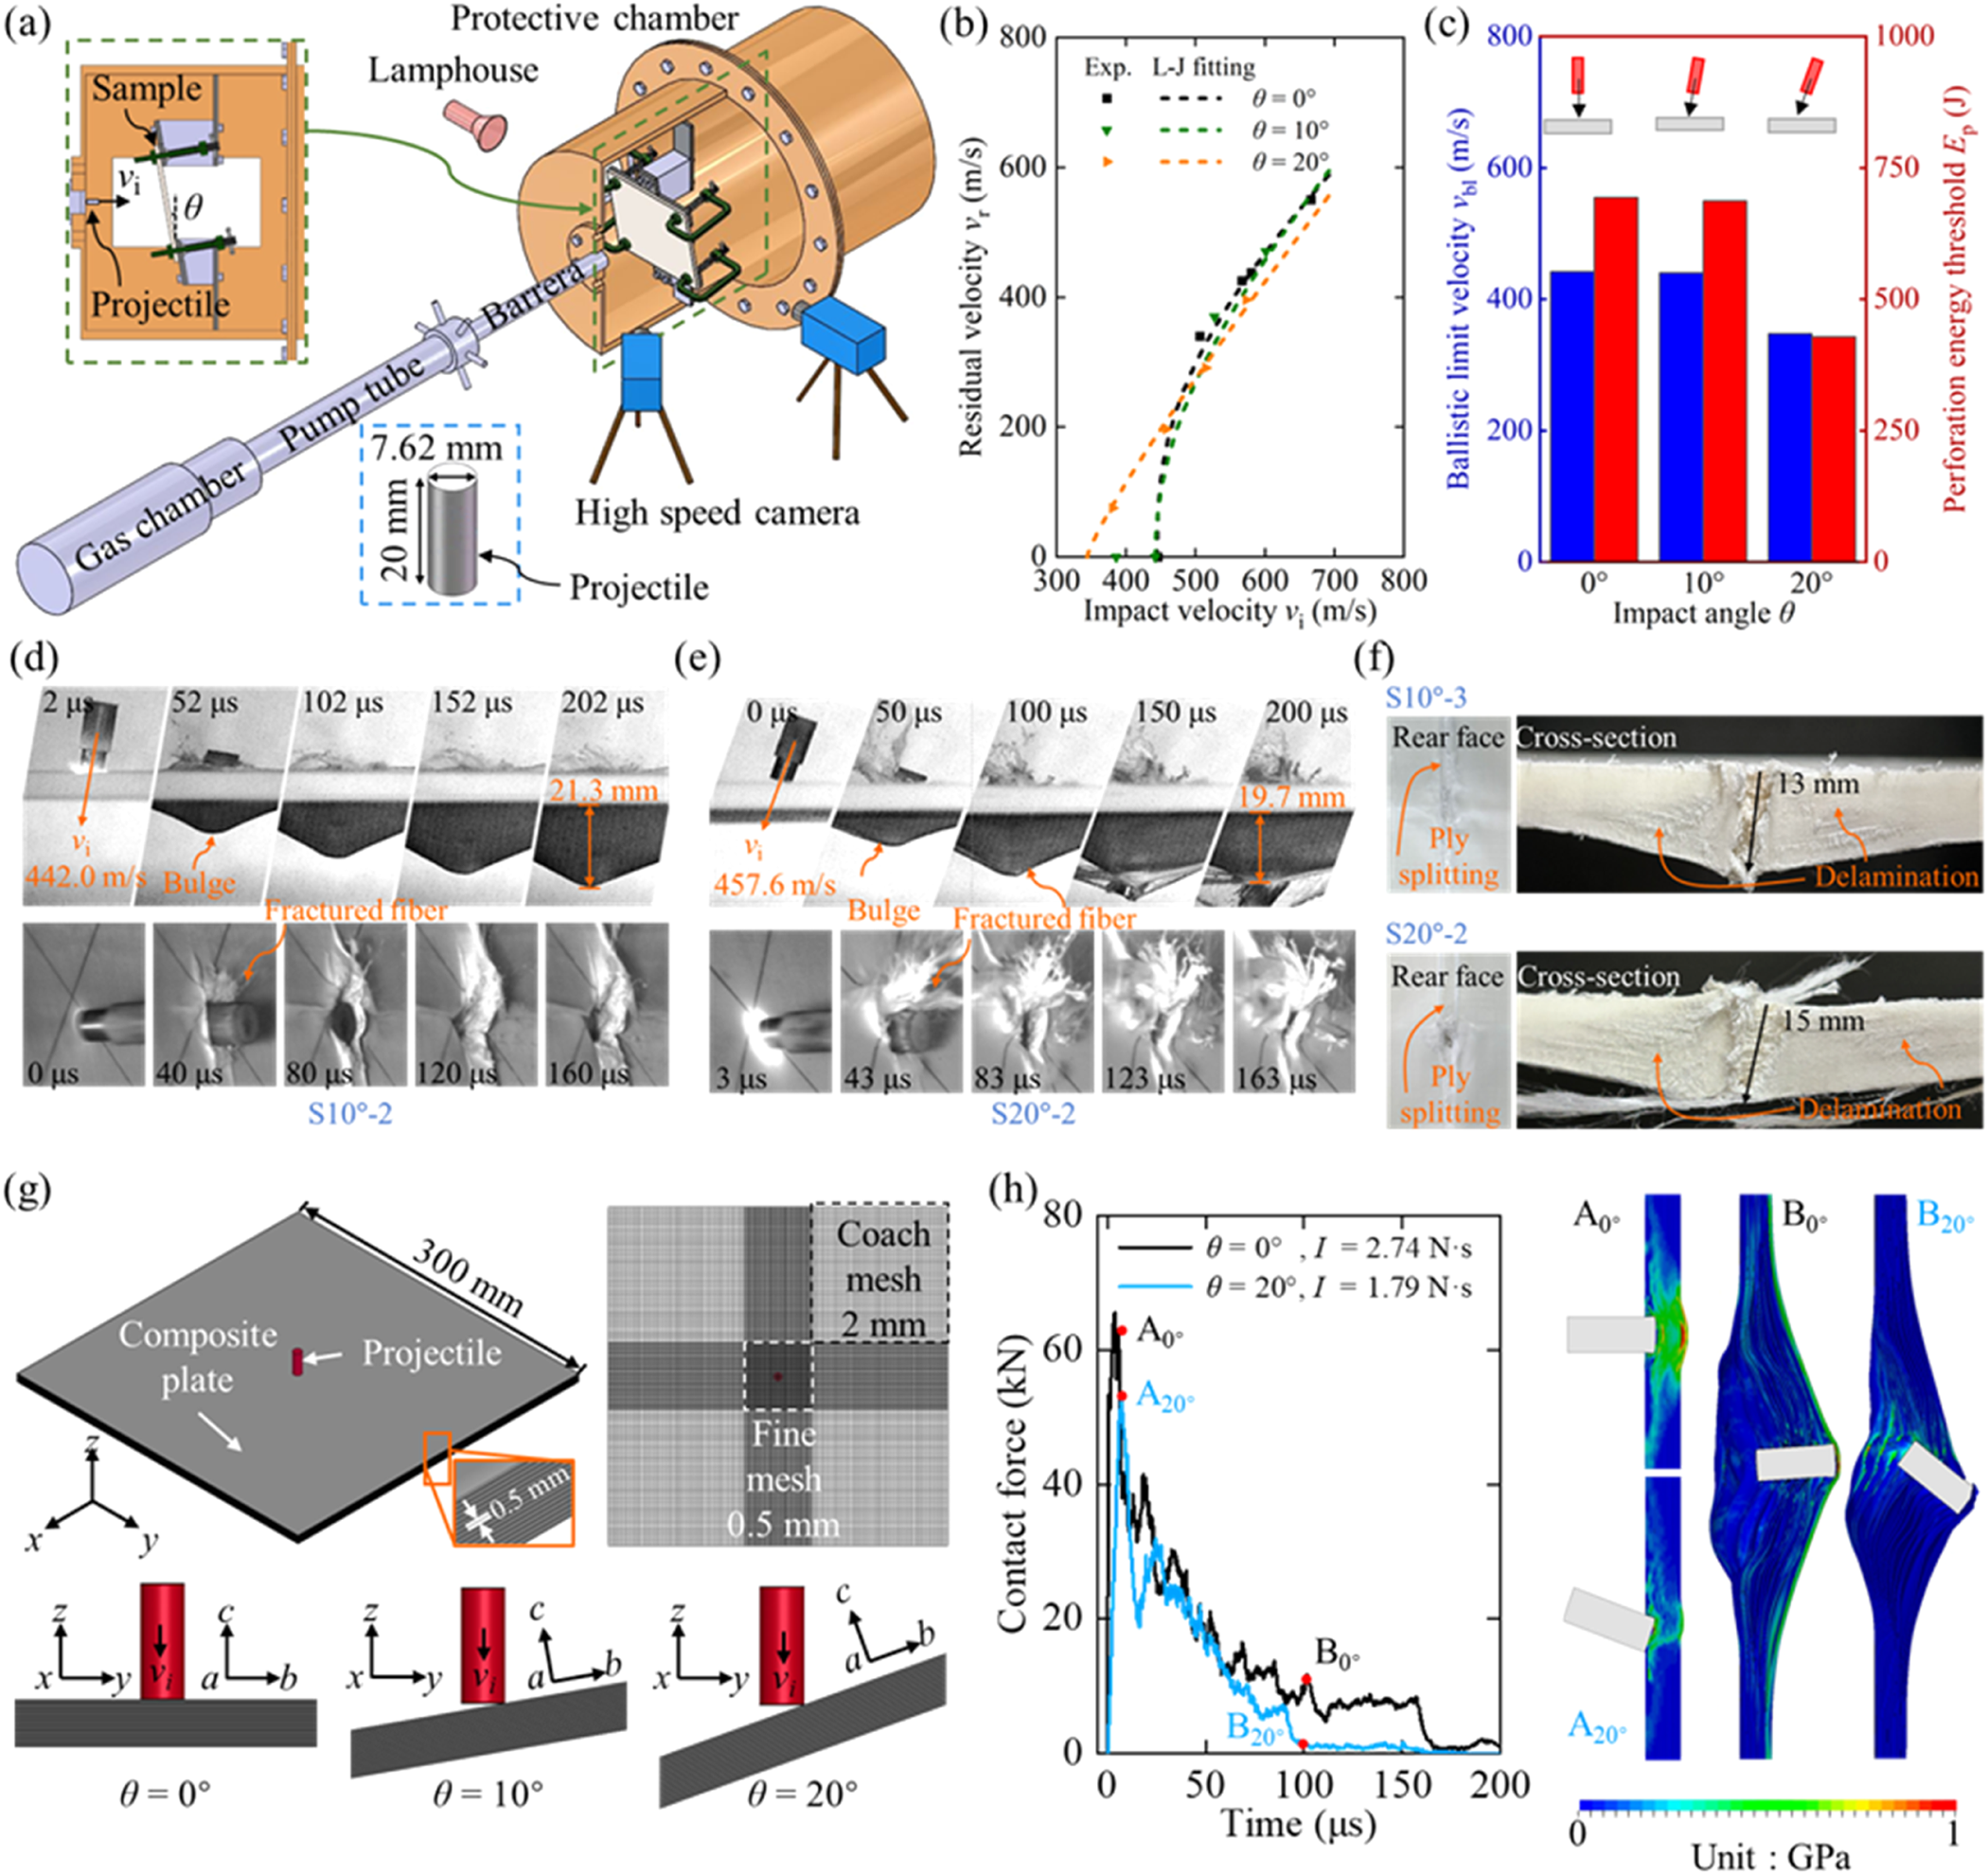 (a)
Protective chamber
Lamphouse
Sample
vi
θ
Projectile
Barrera
Pump tube
Gas chamber
7.62 mm
20 mm
Projectile
High speed camera
(b)
Residual velocity vr (m/s)
800
600
400
200
0
Exp. L-J fitting
θ = 0°
θ = 10°
θ = 20°
300 400 500 600 700 800
Impact velocity vi (m/s)
(c)
Ballistic limit velocity vbl (m/s)
800
600
400
200
0
1000
750
500
250
0
Perforation energy threshold Ep (J)
0° 10° 20°
Impact angle θ
(d)
2 μs 52 μs 102 μs 152 μs 202 μs
21.3 mm
vi
442.0 m/s
Bulge
Fractured fiber
0 μs 40 μs 80 μs 120 μs 160 μs
S10°-2
(e)
0 μs 50 μs 100 μs 150 μs 200 μs
19.7 mm
vi
457.6 m/s
Bulge
Fractured fiber
3 μs 43 μs 83 μs 123 μs 163 μs
S20°-2
(f)
S10°-3
Rear face
Ply
splitting
Cross-section
13 mm
Delamination
S20°-2
Rear face
Ply
splitting
Cross-section
15 mm
Delamination
(g)
300 mm
Composite
plate
Projectile
z
x
y
0.5 mm
Coach
mesh
2 mm
Fine
mesh
0.5 mm
z
x y
vi
c
a b
θ = 0°
z
x y
vi
c
a b
θ = 10°
z
x y
vi
c
a b
θ = 20°
(h)
Contact force (kN)
80
60
40
20
0
θ = 0° , I = 2.74 N·s
θ = 20°, I = 1.79 N·s
A0°
A20°
B0°
B20°
0 50 100 150 200
Time (μs)
A0°
B0°
B20°
A20°
0 1
Unit : GPa